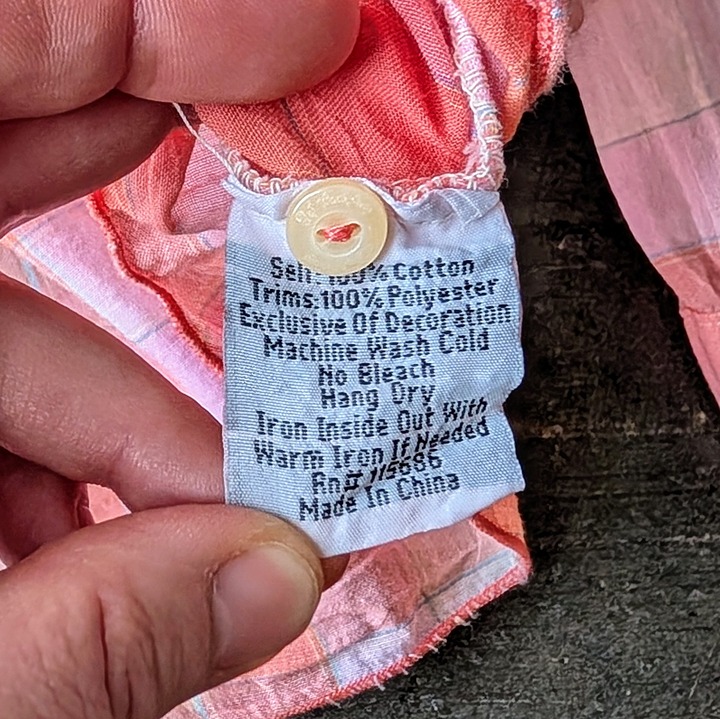 Self-100% Cotton
Trims:100% Polyester
Exclusive Of Decoration
Machine Wash Cold
No Bleach
Hang Dry
Iron Inside Out With
Warm Iron If Needed
Rn# 115686
Made In China